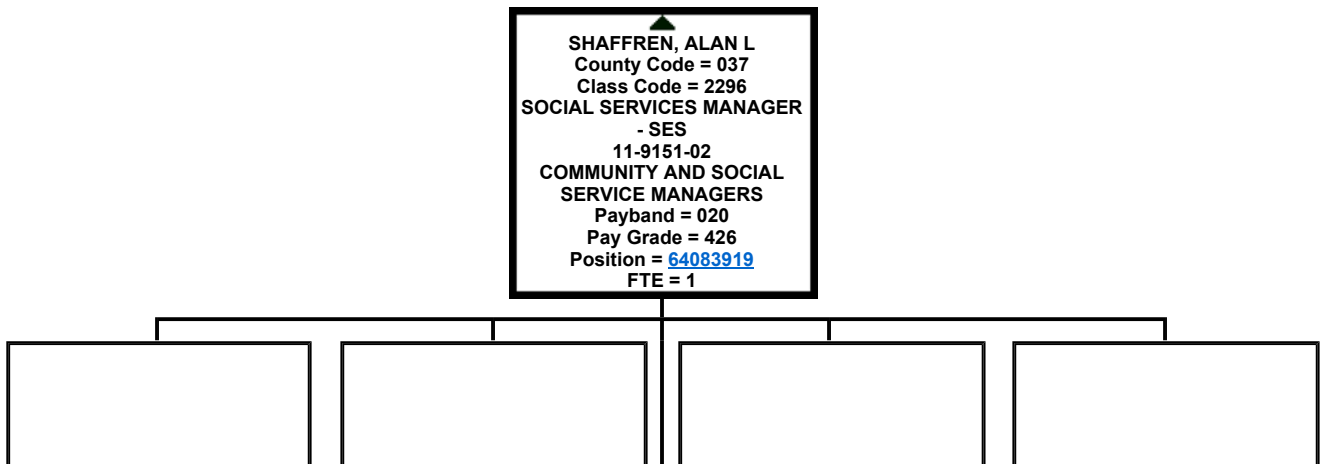 SHAFFREN, ALAN L
County Code = 037
Class Code = 2296
SOCIAL SERVICES MANAGER
- SES
11-9151-02
COMMUNITY AND SOCIAL
SERVICE MANAGERS
Payband = 020
Pay Grade = 426
Position = 64083919
FTE = 1